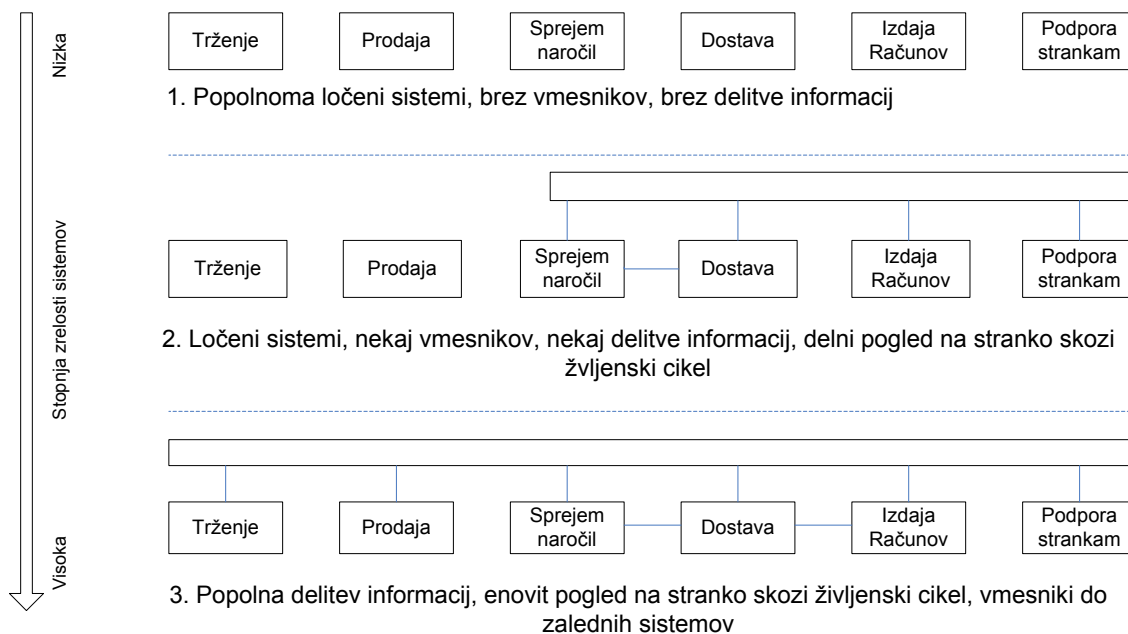 Nizka
Stopnja zrelosti sistemov
Visoka
Trženje
Prodaja
Sprejem
naročil
Dostava
Izdaja
Računov
Podpora
strankam
1. Popolnoma ločeni sistemi, brez vmesnikov, brez delitve informacij
Trženje
Prodaja
Sprejem
naročil
Dostava
Izdaja
Računov
Podpora
strankam
2. Ločeni sistemi, nekaj vmesnikov, nekaj delitve informacij, delni pogled na stranko skozi
žvljenski cikel
Trženje
Prodaja
Sprejem
naročil
Dostava
Izdaja
Računov
Podpora
strankam
3. Popolna delitev informacij, enovit pogled na stranko skozi življenski cikel, vmesniki do
zalednih sistemov